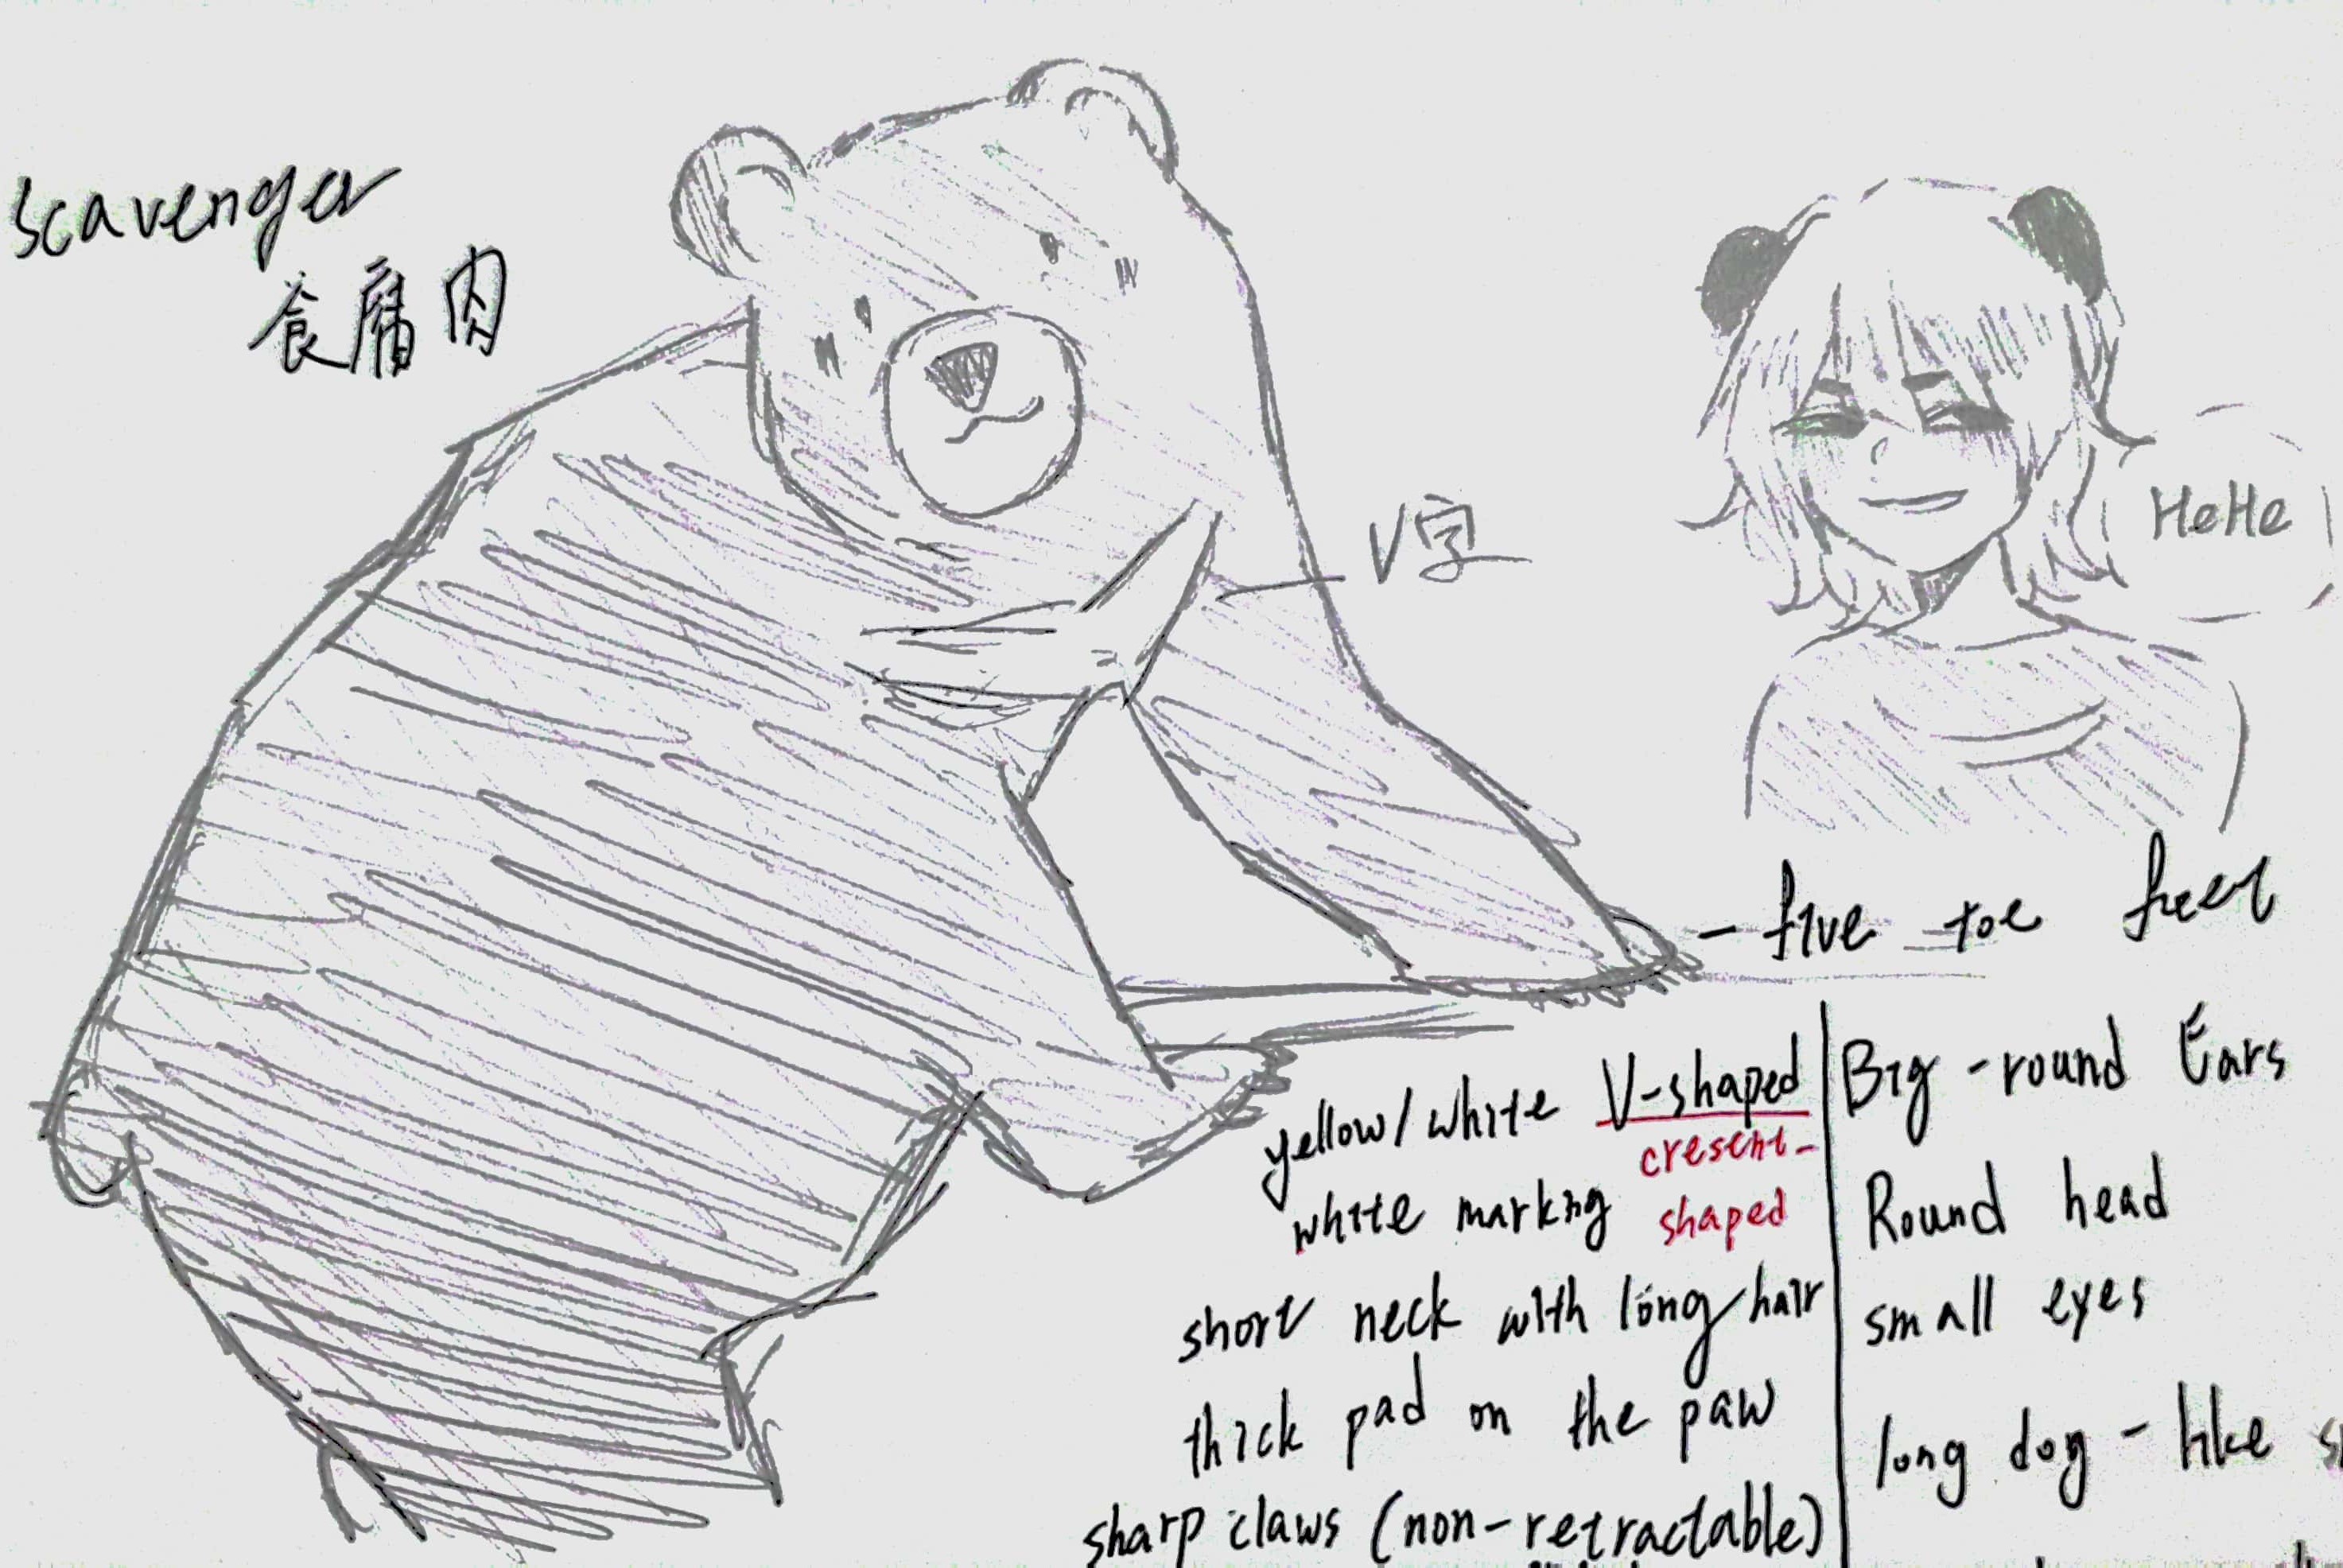 scavenger
食腐肉
V字
HeHe
- five toe feet
yellow/white V-shaped
cresent-
white marking shaped
short neck with long hair
thick pad on the paw
sharp claws (non-retractable)
Big-round Ears
Round head
small eyes
long dog-like